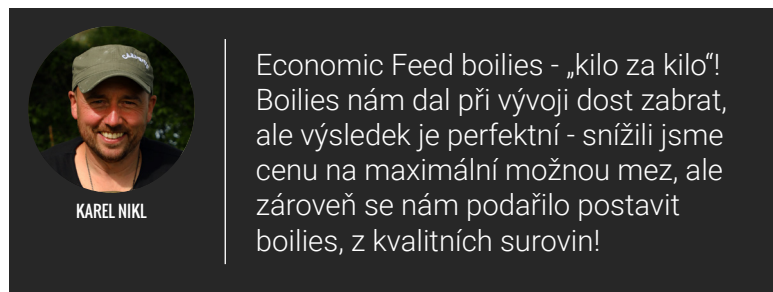 Economic Feed boilies - „kilo za kilo“!
Boilies nám dal při vývoji dost zabrat,
ale výsledek je perfektní - snížili jsme
cenu na maximální možnou mez, ale
zároveň se nám podařilo postavit
boilies, z kvalitních surovin!
KAREL NIKL